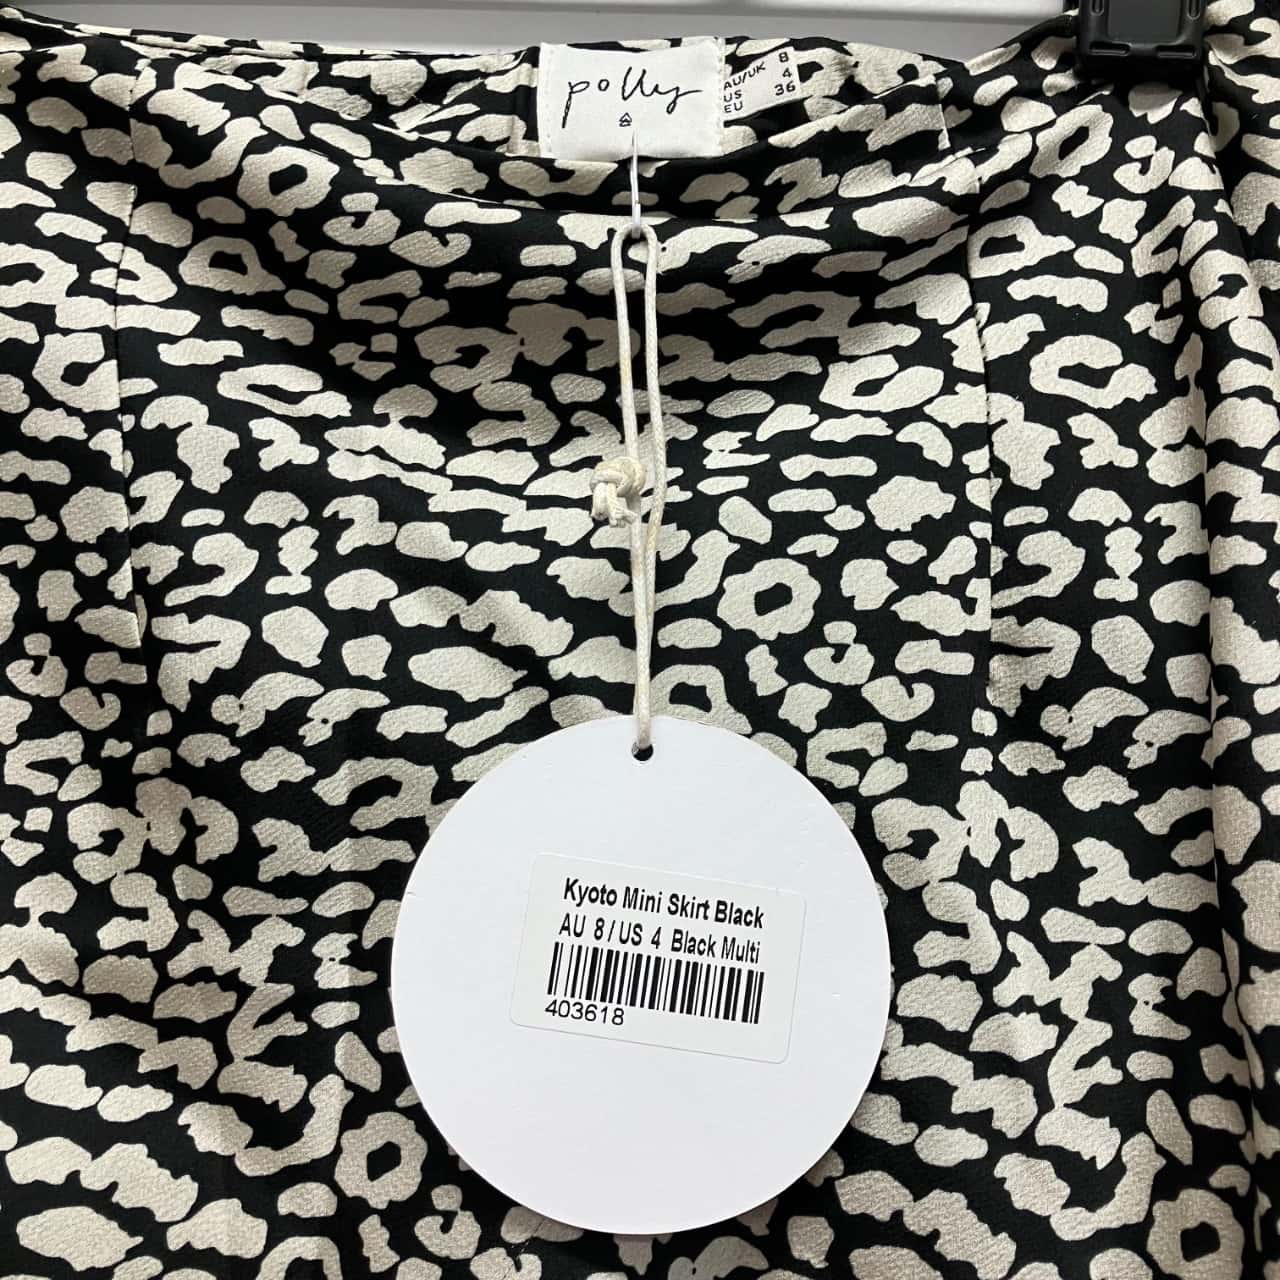 polly
AU/UK 8
US 4
EU 36
Kyoto Mini Skirt Black
AU 8 / US 4 Black Multi
403618